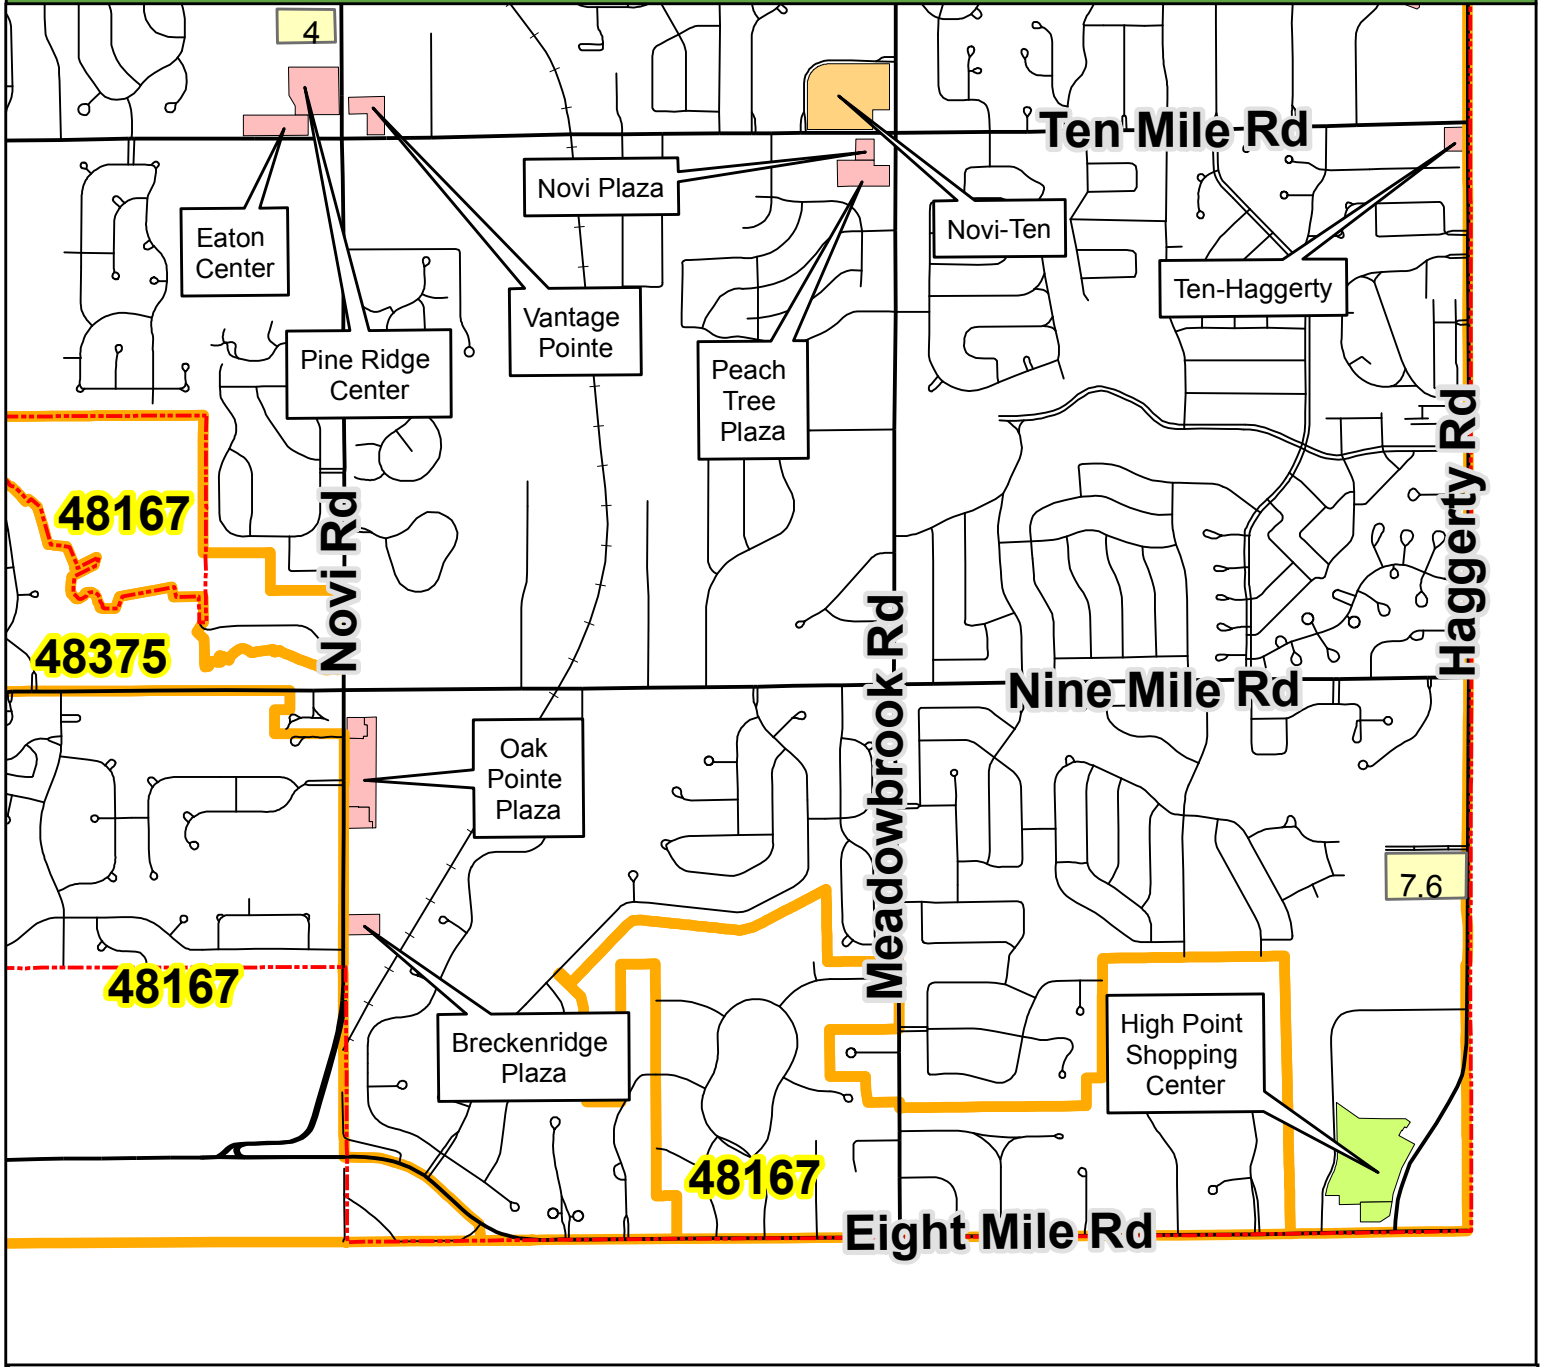 4
Ten Mile Rd
Novi Plaza
Eaton
Center
Novi-Ten
Ten-Haggerty
Vantage
Pointe
Pine Ridge
Center
Peach
Tree
Plaza
Haggerty Rd
48167
Novi Rd
48375
Meadowbrook Rd
Nine Mile Rd
Oak
Pointe
Plaza
7.6
48167
High Point
Shopping
Center
Breckenridge
Plaza
48167
Eight Mile Rd